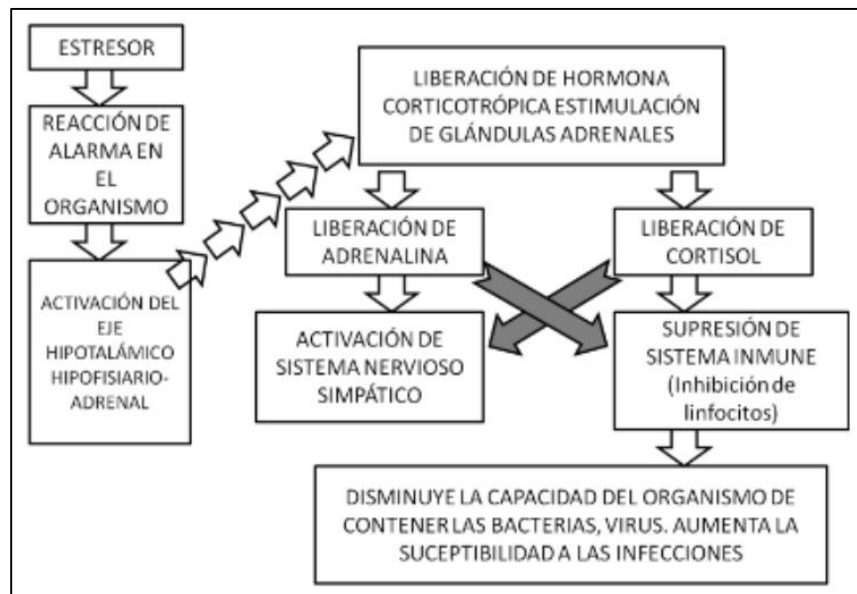 ESTRESOR
REACCIÓN DE
ALARMA EN
EL
ORGANISMO
ACTIVACIÓN DEL
EJE
HIPOTALÁMICO
HIPOFISIARIO-
ADRENAL
LIBERACIÓN DE HORMONA
CORTICOTRÓPICA ESTIMULACIÓN
DE GLÁNDULAS ADRENALES
LIBERACIÓN DE
ADRENALINA
LIBERACIÓN DE
CORTISOL
ACTIVACIÓN DE
SISTEMA NERVIOSO
SIMPÁTICO
SUPRESIÓN DE
SISTEMA INMUNE
(Inhibición de
linfocitos)
DISMINUYE LA CAPACIDAD DEL ORGANISMO DE
CONTENER LAS BACTERIAS, VIRUS. AUMENTA LA
SUCEPTIBILIDAD A LAS INFECCIONES